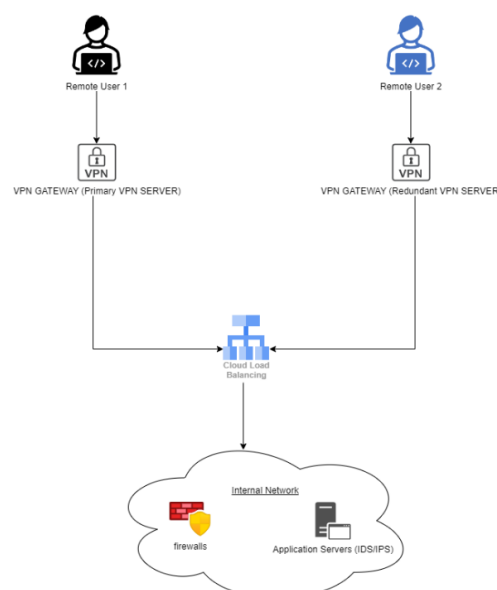 </>
</>
Remote User 1
Remote User 2
VPN
VPN
VPN GATEWAY (Primary VPN SERVER)
VPN GATEWAY (Redundant VPN SERVER
Cloud Load
Balancing
Internal Network
firewalls
Application Servers (IDS/IPS)